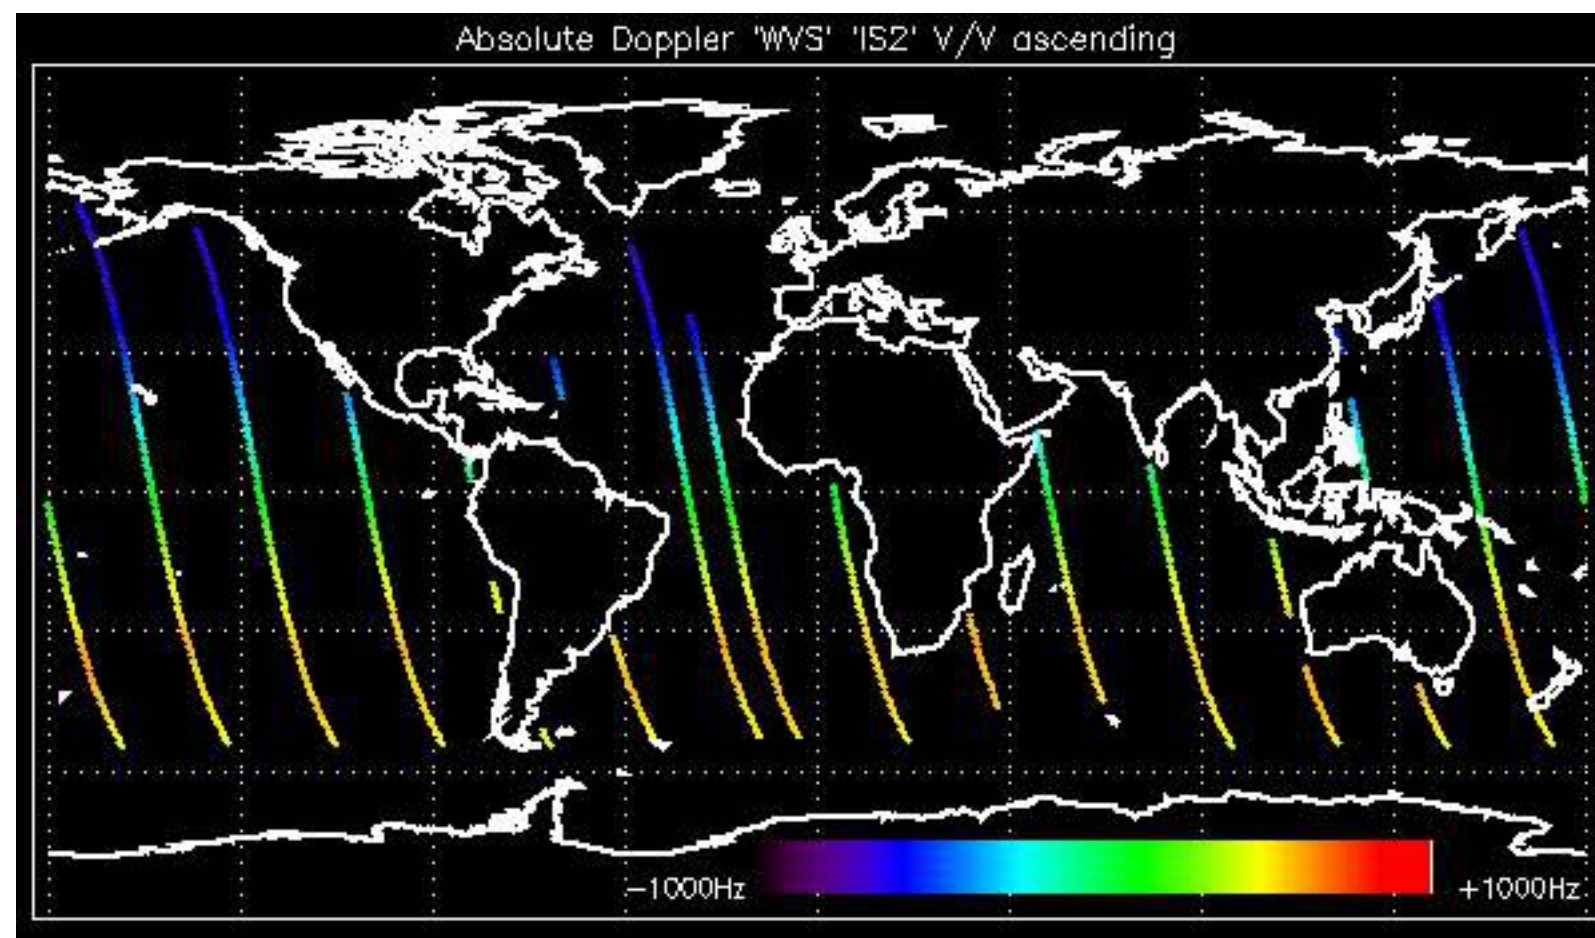 Absolute Doppler 'WVS' 'IS2' V/V ascending
−1000Hz
+1000Hz